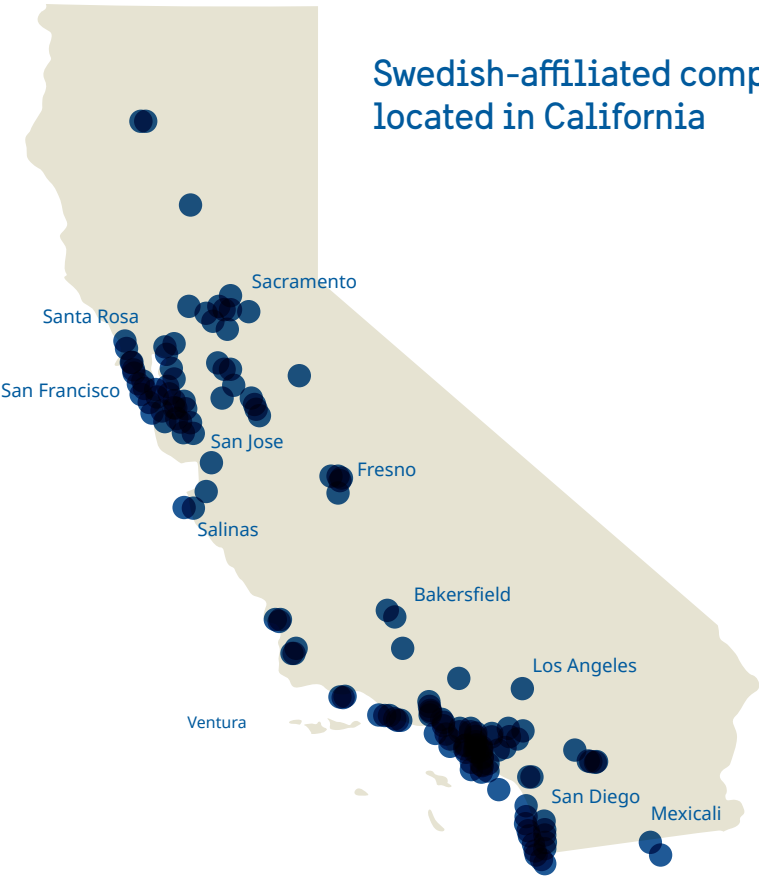 Swedish-affiliated comp
located in California
Sacramento
Santa Rosa
San Francisco
San Jose
Fresno
Salinas
Bakersfield
Los Angeles
Ventura
San Diego
Mexicali